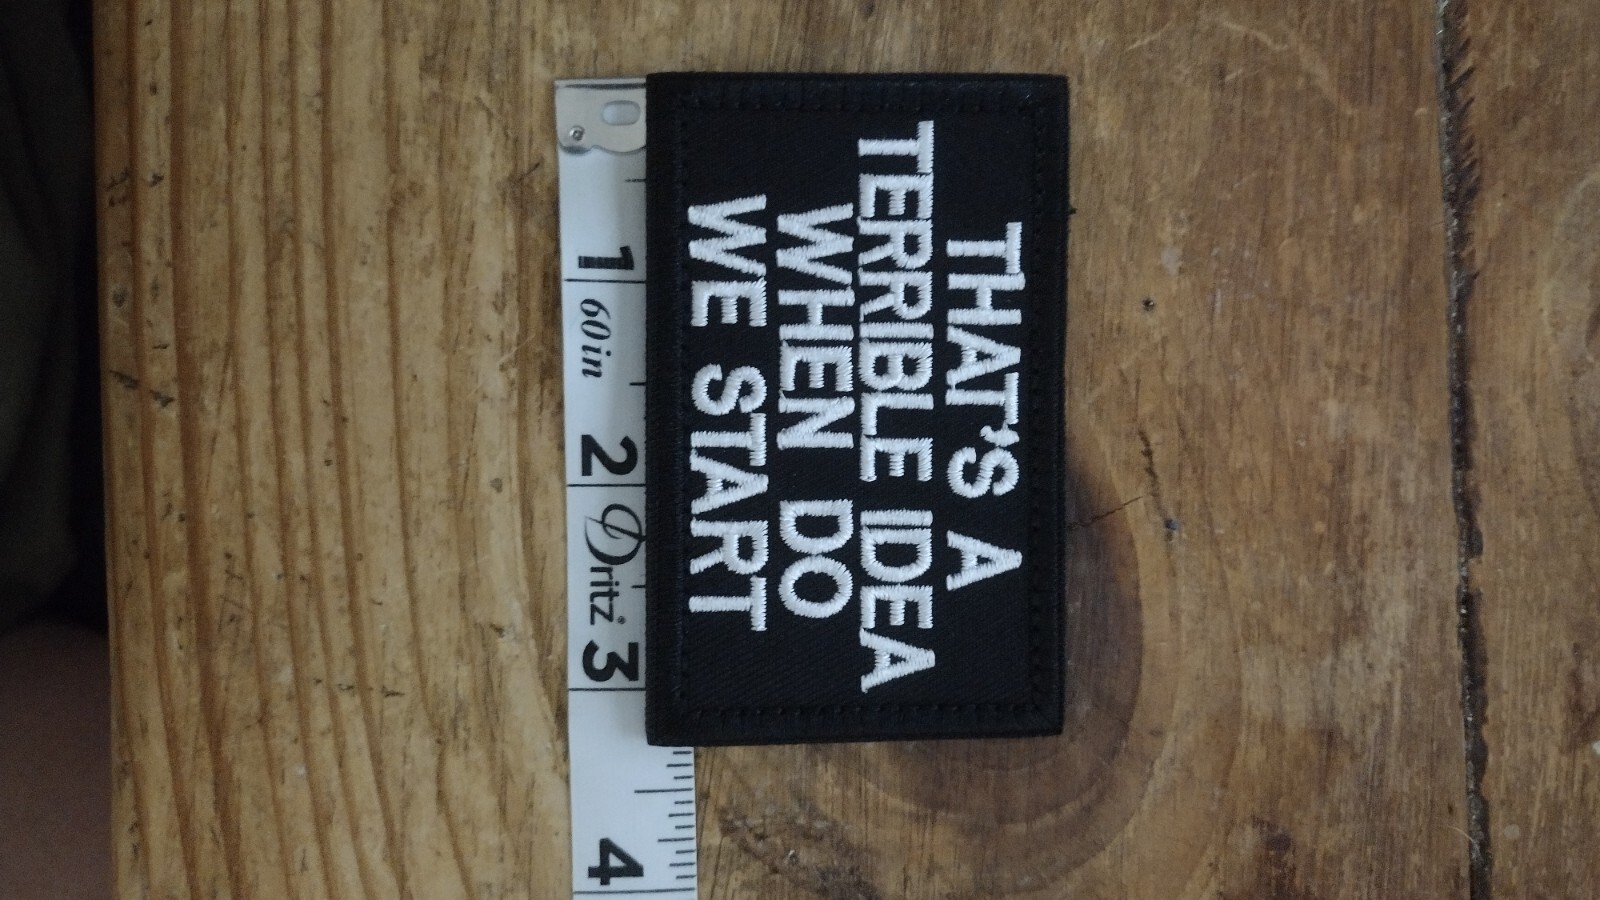 THAT'S A
TERRIBLE IDEA
WHEN DO
WE START
1 60in 2 Dritz® 3 4